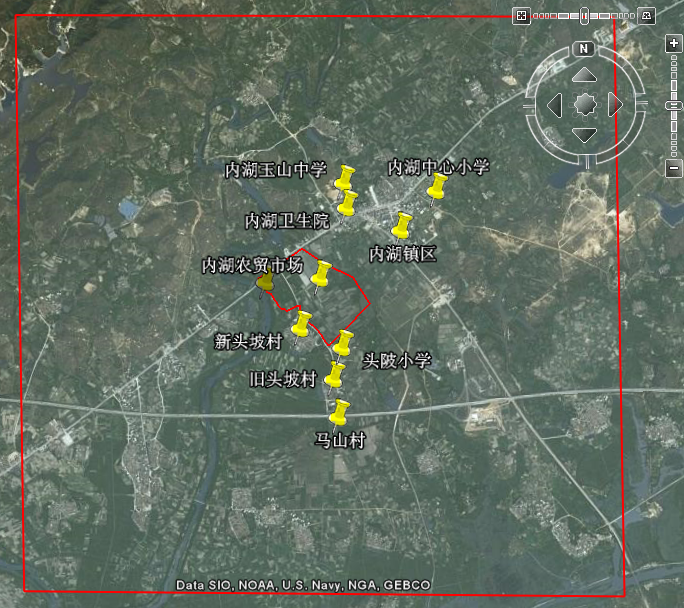 N
内湖玉山中学
内湖中心小学
内湖卫生院
内湖镇区
内湖农贸市场
新头坡村
头陂小学
旧头坡村
马山村
Data SIO, NOAA, U.S. Navy, NGA, GEBCO